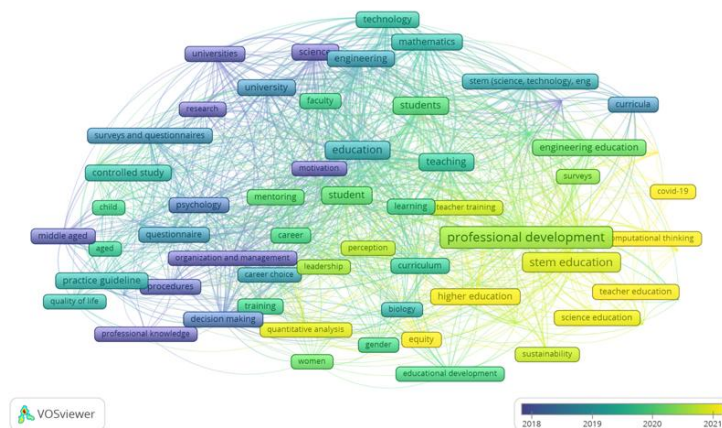 technology
mathematics
universities
science
engineering
stem (science, technology, eng
university
faculty
students
curricula
research
surveys and questionnaires
education
engineering education
motivation
teaching
controlled study
surveys
covid-19
psychology
mentoring
student
learning
teacher training
child
middle aged
aged
questionnaire
career
perception
professional development
mputational thinking
organization and management
leadership
curriculum
stem education
practice guideline
procedures
career choice
quality of life
training
biology
higher education
teacher education
decision making
science education
professional knowledge
quantitative analysis
equity
gender
women
sustainability
educational development
VOSviewer
2018 2019 2020 2021